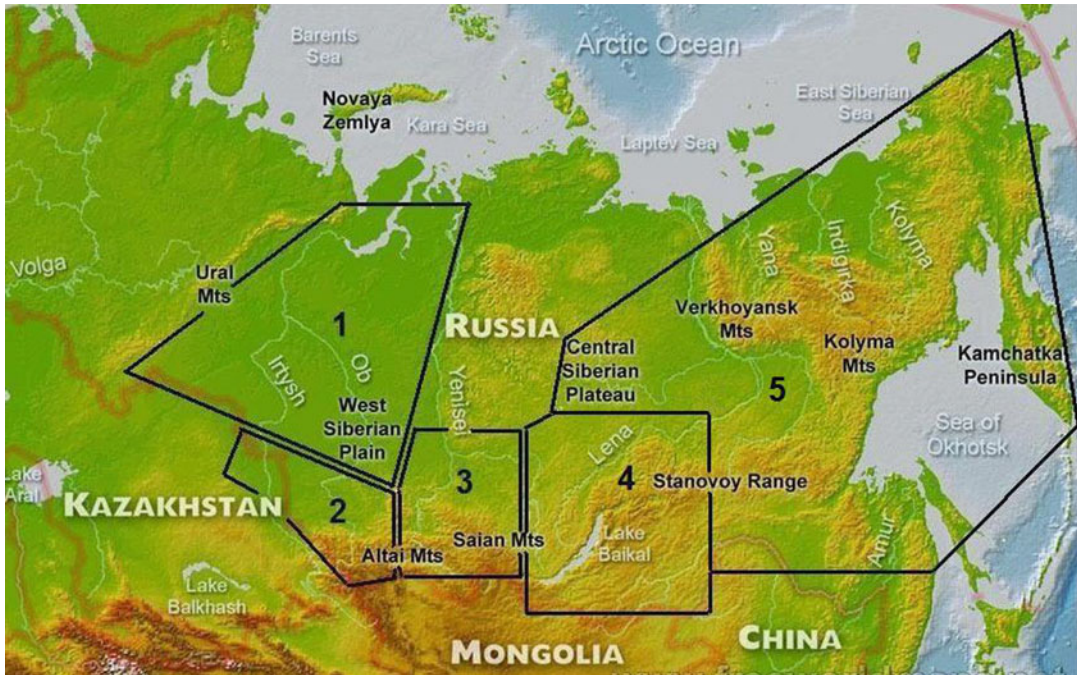 Barents
Sea
Arctic Ocean
Novaya
Zemlya
Kara Sea
East Siberian
Sea
Laptev Sea
Volga
Ural
Mts
1
Irtysh
Ob
West
Siberian
Plain
Yenisei
RUSSIA
Central
Siberian
Plateau
Verkhoyansk
Mts
Yana
Indigirka
Kolyma
Kolyma
Mts
Kamchatka
Peninsula
5
Sea of
Okhotsk
Lake
Aral
KAZAKHSTAN
2
Altai Mts
3
Saian Mts
Lena
4
Stanovoy Range
Lake
Baikal
Amur
Lake
Balkhash
MONGOLIA
CHINA